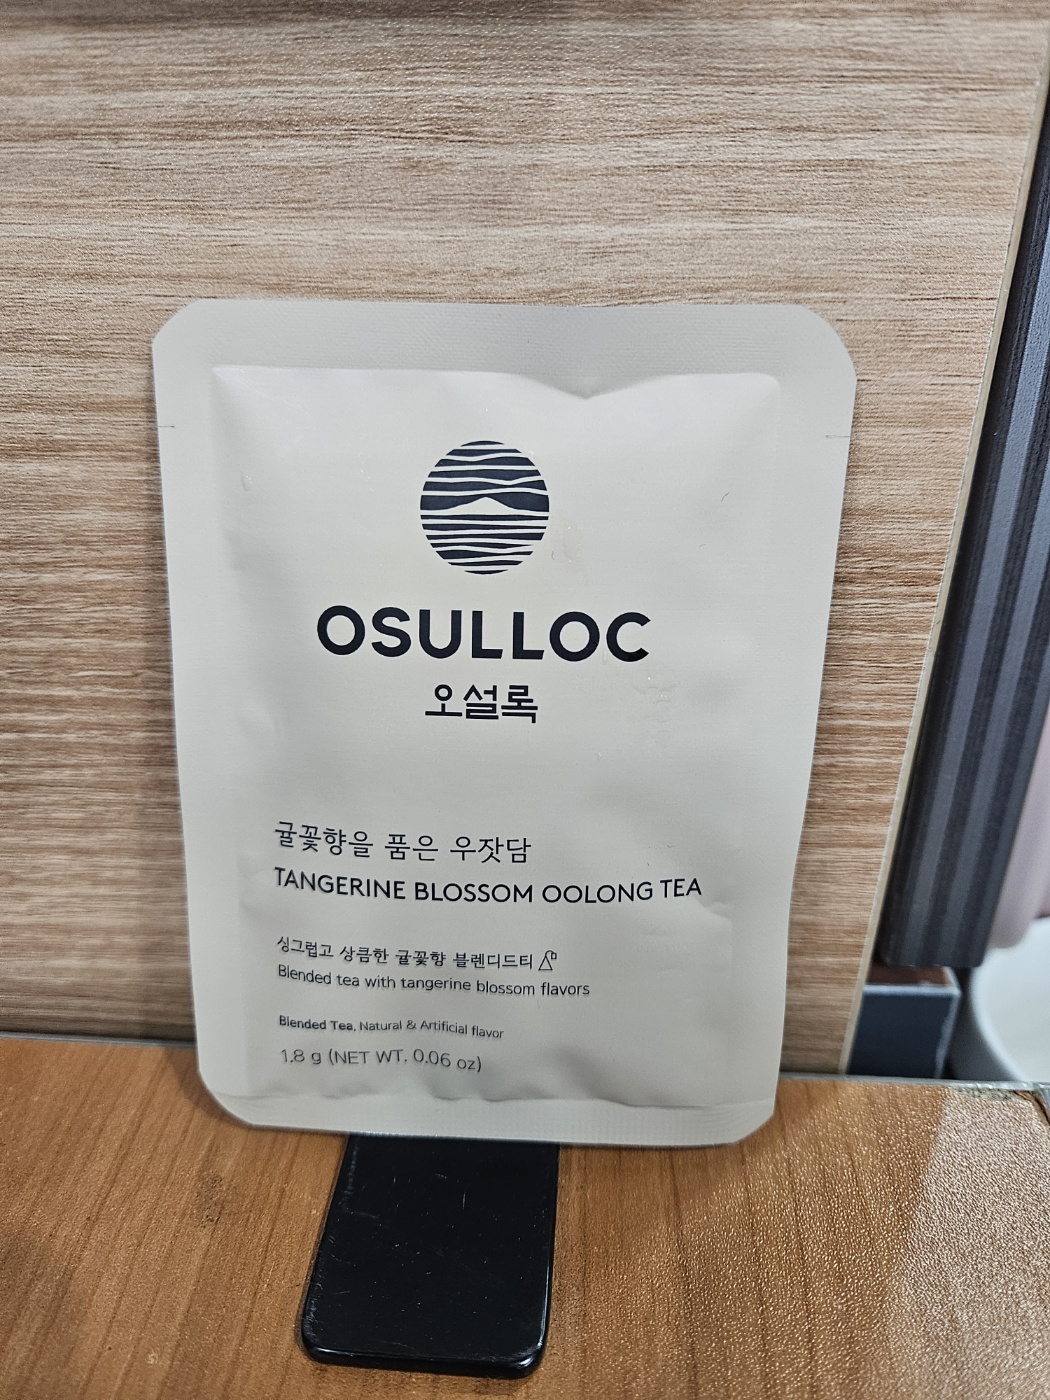 OSULLOC
오설록
귤꽃향을 품은 우잣담
TANGERINE BLOSSOM OOLONG TEA
싱그럽고 상큼한 귤꽃향 블렌디드티
Blended tea with tangerine blossom flavors
Blended Tea, Natural & Artificial flavor
1.8 g (NET WT. 0.06 oz)